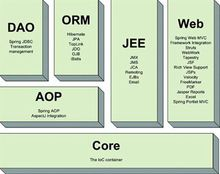 DAO
Spring JDBC
Transaction
management
ORM
Hibernate
JPA
TopLink
JDO
OJB
iBatis
JEE
JMX
JMS
JCA
Remoting
EJBs
Email
Web
Spring Web MVC
Framework Integration
Struts
WebWork
Tapestry
JSF
Rich View Support
JSPs
Velocity
FreeMarker
PDF
Jasper Reports
Excel
Spring Portlet MVC
AOP
Spring AOP
AspectJ integration
Core
The IoC container